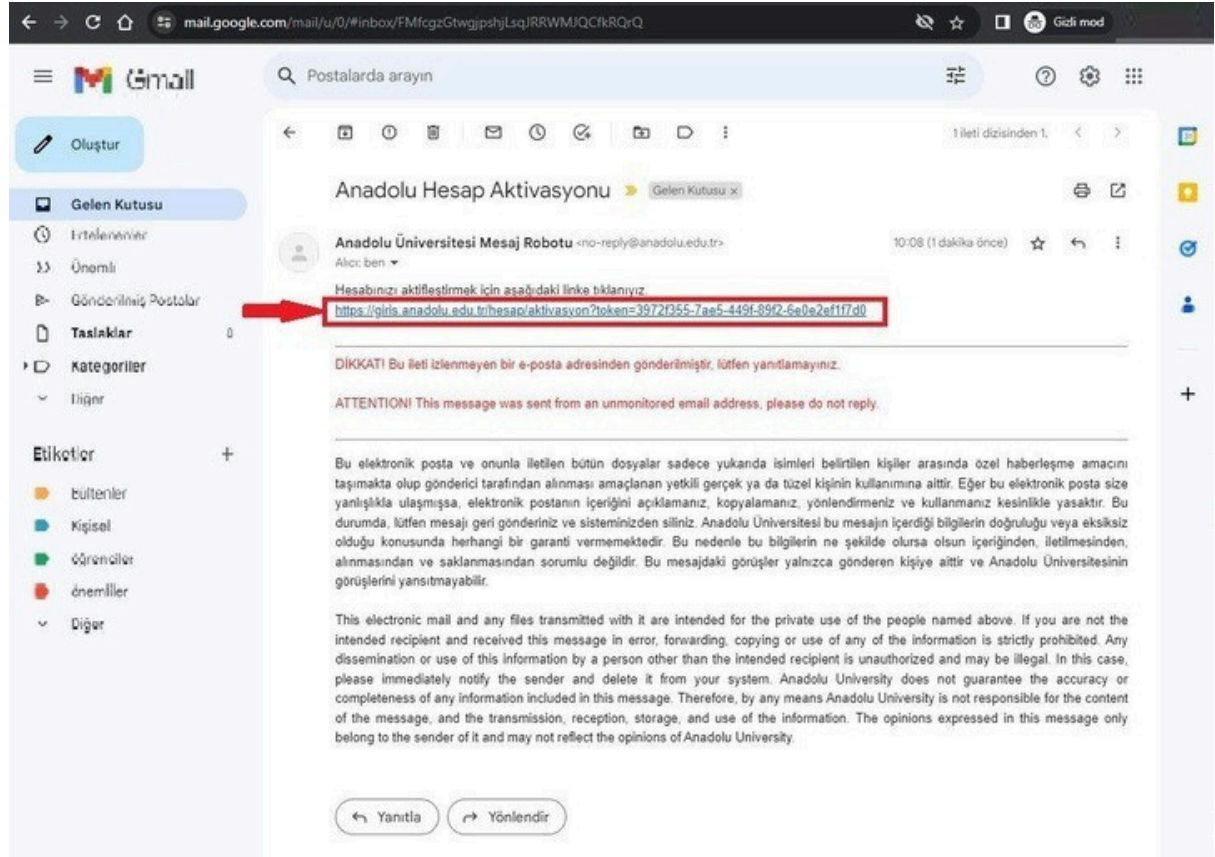 mail.google.com/mail/u/0/#inbox/FMfcgzGtwgjpshjLsqJRRWMJQCfkRQrQ
Gizli mod
Gmail
Postalarda arayın
Oluştur
1 ileti dizisinden 1.
Gelen Kutusu
Ertelenenler
Önemli
Gönderilmiş Postalar
Taslaklar
Kategoriler
Diğer
Etiketler
bültenler
Kişisel
öğrenciler
önemliler
Diğer
Anadolu Hesap Aktivasyonu
Gelen Kutusu x
Anadolu Üniversitesi Mesaj Robotu <no-reply@anadolu.edu.tr>
10:08 (1 dakika önce)
Alıcı: ben
Hesabınızı aktifleştirmek için aşağıdaki linke tıklanıyız.
https://giris.anadolu.edu.tr/hesap/aktivasyon?token=3972f355-7ae5-449f-89f2-6e0e2ef1f7d0
DİKKAT! Bu ileti izlenmeyen bir e-posta adresinden gönderilmiştir, lütfen yanıtlamayınız.
ATTENTION! This message was sent from an unmonitored email address, please do not reply.
Bu elektronik posta ve onunla iletilen bütün dosyalar sadece yukarıda isimleri belirtilen kişiler arasında özel haberleşme amacını
taşımakta olup gönderici tarafından alınması amaçlanan yetkili gerçek ya da tüzel kişinin kullanımına aittir. Eğer bu elektronik posta size
yanlışlıkla ulaşmışsa, elektronik postanın içeriğini açıklamanız, kopyalamanız, yönlendirmeniz ve kullanmanız kesinlikle yasaktır. Bu
durumda, lütfen mesajı geri gönderiniz ve sisteminizden siliniz. Anadolu Üniversitesi bu mesajın içerdiği bilgilerin doğruluğu veya eksiksiz
olduğu konusunda herhangi bir garanti vermemektedir. Bu nedenle bu bilgilerin ne şekilde olursa olsun içeriğinden, iletilmesinden,
alınmasından ve saklanmasından sorumlu değildir. Bu mesajdaki görüşler yalnızca gönderen kişiye aittir ve Anadolu Üniversitesinin
görüşlerini yansıtmayabilir.
This electronic mail and any files transmitted with it are intended for the private use of the people named above. If you are not the
intended recipient and received this message in error, forwarding, copying or use of any of the information is strictly prohibited. Any
dissemination or use of this information by a person other than the intended recipient is unauthorized and may be illegal. In this case,
please immediately notify the sender and delete it from your system. Anadolu University does not guarantee the accuracy or
completeness of any information included in this message. Therefore, by any means Anadolu University is not responsible for the content
of the message, and the transmission, reception, storage, and use of the information. The opinions expressed in this message only
belong to the sender of it and may not reflect the opinions of Anadolu University.
Yanıtla
Yönlendir